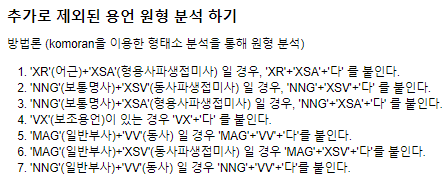 추가로 제외된 용언 원형 분석 하기
방법론 (komoran을 이용한 형태소 분석을 통해 원형 분석)
1. 'XR'(어근)+'XSA'(형용사파생접미사) 일 경우, 'XR'+'XSA'+'다' 를 붙인다.
2. 'NNG'(보통명사)+'XSV'(동사파생접미사) 일 경우, 'NNG'+'XSV'+'다' 를 붙인다.
3. 'NNG'(보통명사)+'XSA'(형용사파생접미사) 일 경우, 'NNG'+'XSA'+'다' 를 붙인다.
4. 'VX'(보조용언)이 있는 경우 'VX'+'다' 를 붙인다.
5. 'MAG'(일반부사)+'VV'(동사) 일 경우 'MAG'+'VV'+'다'를 붙인다.
6. 'MAG'(일반부사)+'XSV'(동사파생접미사) 일 경우 'MAG'+'XSV'+'다'를 붙인다.
7. 'NNG'(일반부사)+'VV'(동사) 일 경우 'NNG'+'VV'+'다'를 붙인다.